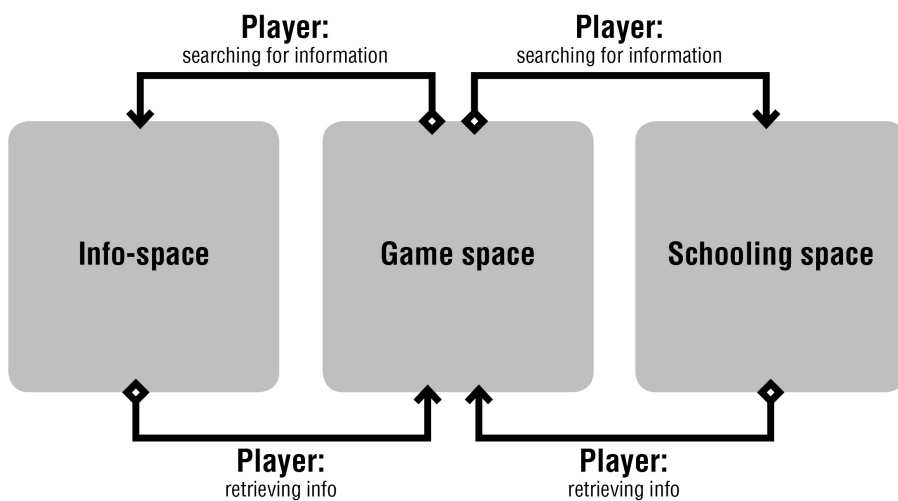 Player:
searching for information
Player:
searching for information
Info-space
Game space
Schooling space
Player:
retrieving info
Player:
retrieving info